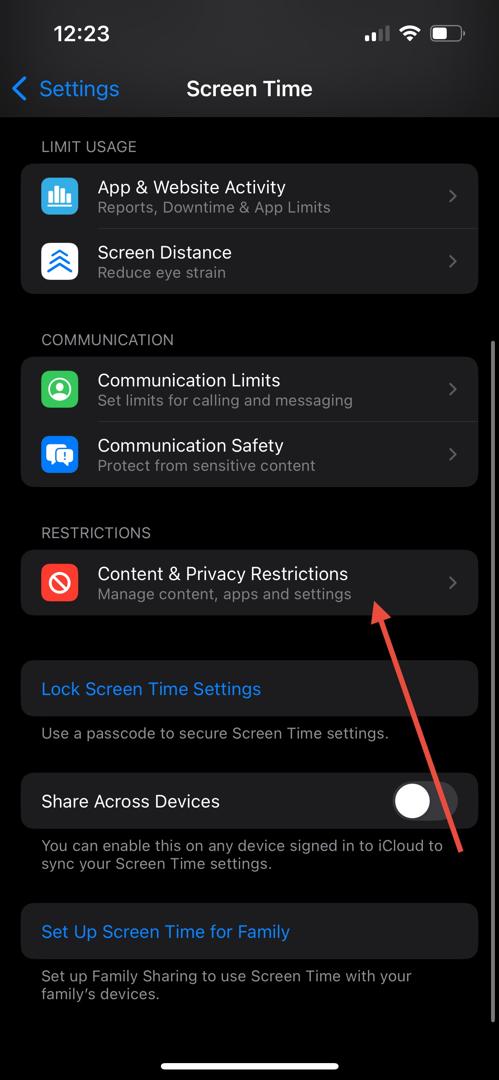 12:23
Settings
Screen Time
LIMIT USAGE
App & Website Activity
Reports, Downtime & App Limits
Screen Distance
Reduce eye strain
COMMUNICATION
Communication Limits
Set limits for calling and messaging
Communication Safety
Protect from sensitive content
RESTRICTIONS
Content & Privacy Restrictions
Manage content, apps and settings
Lock Screen Time Settings
Use a passcode to secure Screen Time settings.
Share Across Devices
You can enable this on any device signed in to iCloud to
sync your Screen Time settings.
Set Up Screen Time for Family
Set up Family Sharing to use Screen Time with your
family’s devices.